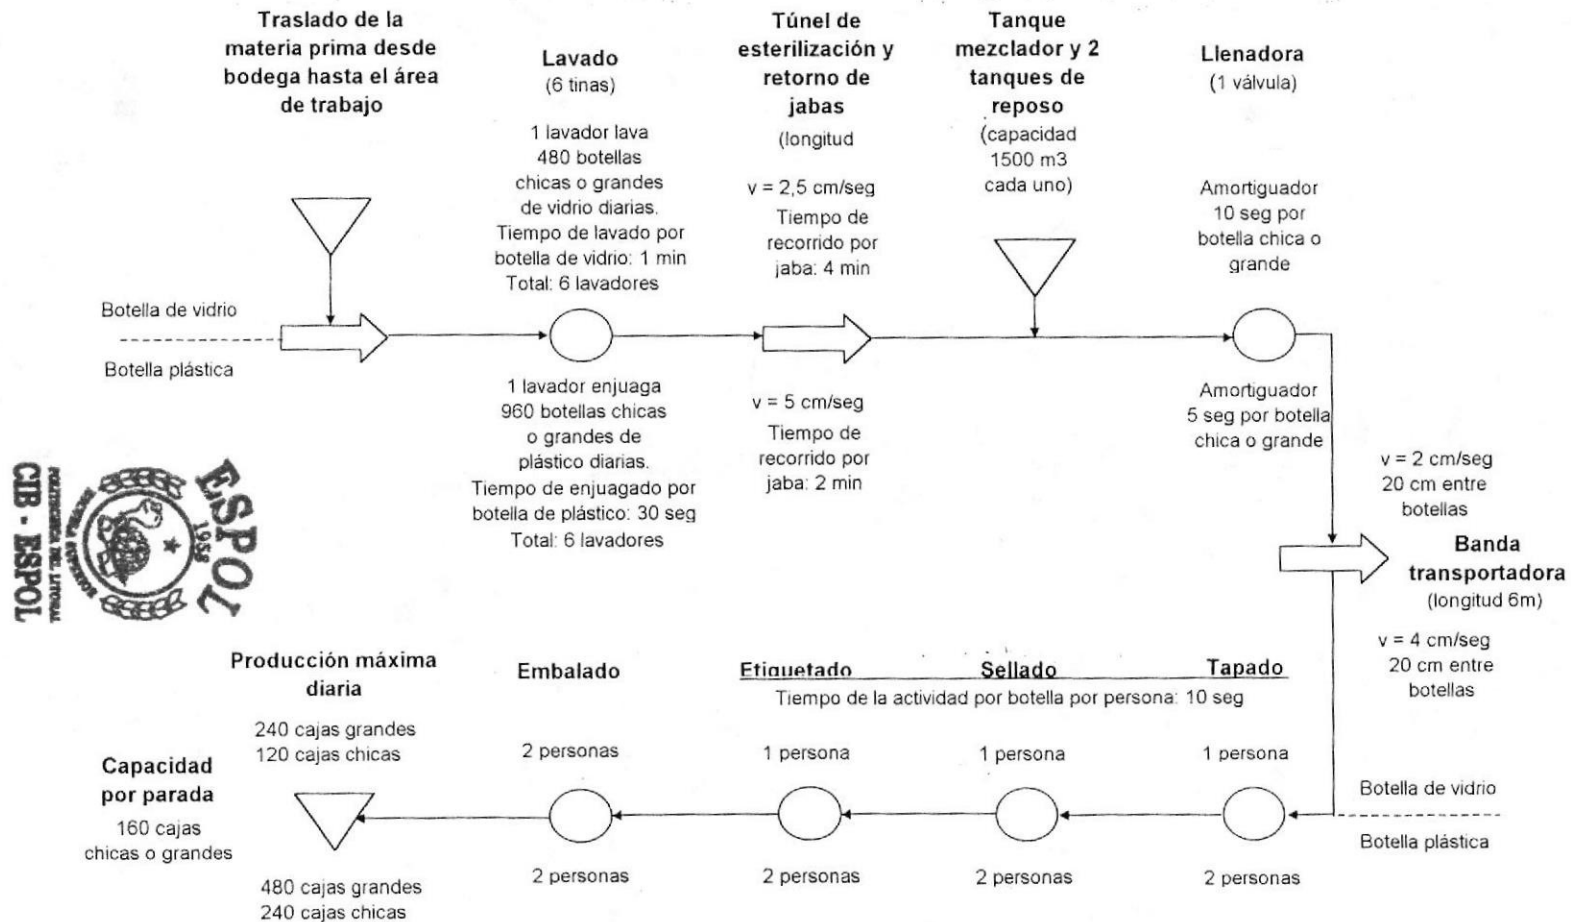 Traslado de la
materia prima desde
bodega hasta el área
de trabajo
Lavado
(6 tinas)
1 lavador lava
480 botellas
chicas o grandes
de vidrio diarias.
Tiempo de lavado por
botella de vidrio: 1 min
Total: 6 lavadores
Túnel de
esterilización y
retorno de
jabas
(longitud
v = 2,5 cm/seg
Tiempo de
recorrido por
jaba: 4 min
Tanque
mezclador y 2
tanques de
reposo
(capacidad
1500 m3
cada uno)
Llenadora
(1 válvula)
Amortiguador
10 seg por
botella chica o
grande
Botella de vidrio
Botella plástica
1 lavador enjuaga
960 botellas chicas
o grandes de
plástico diarias.
Tiempo de enjuagado por
botella de plástico: 30 seg
Total: 6 lavadores
v = 5 cm/seg
Tiempo de
recorrido por
jaba: 2 min
Amortiguador
5 seg por botella
chica o grande
v = 2 cm/seg
20 cm entre
botellas
Banda
transportadora
(longitud 6m)
v = 4 cm/seg
20 cm entre
botellas
ESPOL
1958
POLITECNICA DEL LITORAL
CIB - ESPOL
Producción máxima
diaria
240 cajas grandes
120 cajas chicas
Embalado
Etiquetado
Sellado
Tapado
Tiempo de la actividad por botella por persona: 10 seg
2 personas
1 persona
1 persona
1 persona
Capacidad
por parada
160 cajas
chicas o grandes
Botella de vidrio
Botella plástica
480 cajas grandes
240 cajas chicas
2 personas
2 personas
2 personas
2 personas